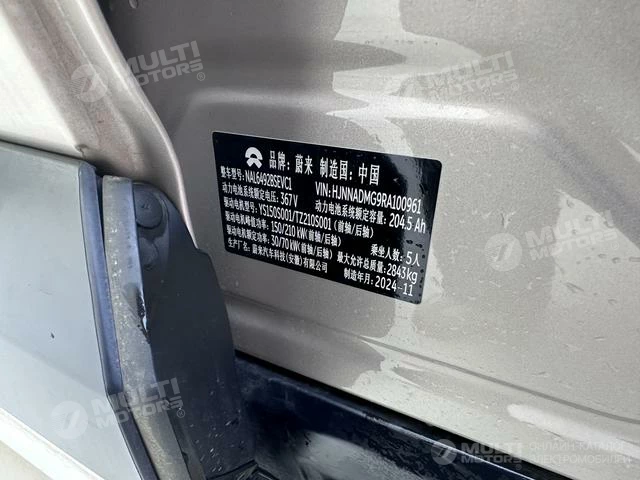 品牌: 蔚来 制造国: 中国
整车型号: NAL6492BSEVC1 VIN: HJNNADMG9RA100961
动力电池系统额定电压: 367V 动力电池系统额定容量: 204.5 Ah
驱动电机型号: YS150S001/TZ210S001 (前轴/后轴)
驱动电机峰值功率: 150/210 kW (前轴/后轴)
驱动电机额定功率: 30/70 kW (前轴/后轴) 乘坐人数: 5人
生产厂名: 蔚来汽车科技(安徽)有限公司 最大允许总质量: 2843kg
制造年月: 2024-11
MULTI MOTORS®
MULTI MOTORS
MULTI MOTORS
MULTI MOTORS
MULTI
ОНЛАЙН-КАТАЛОГ
ЭЛЕКТРОМОБИЛЕЙ